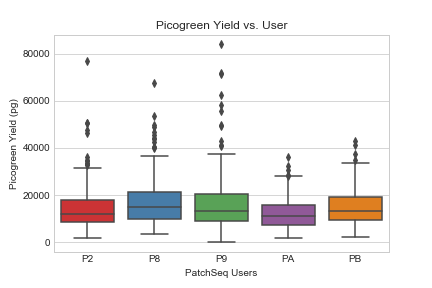 Picogreen Yield vs. User
80000
60000
40000
20000
0
Picogreen Yield (pg)
P2 P8 P9 PA PB
PatchSeq Users